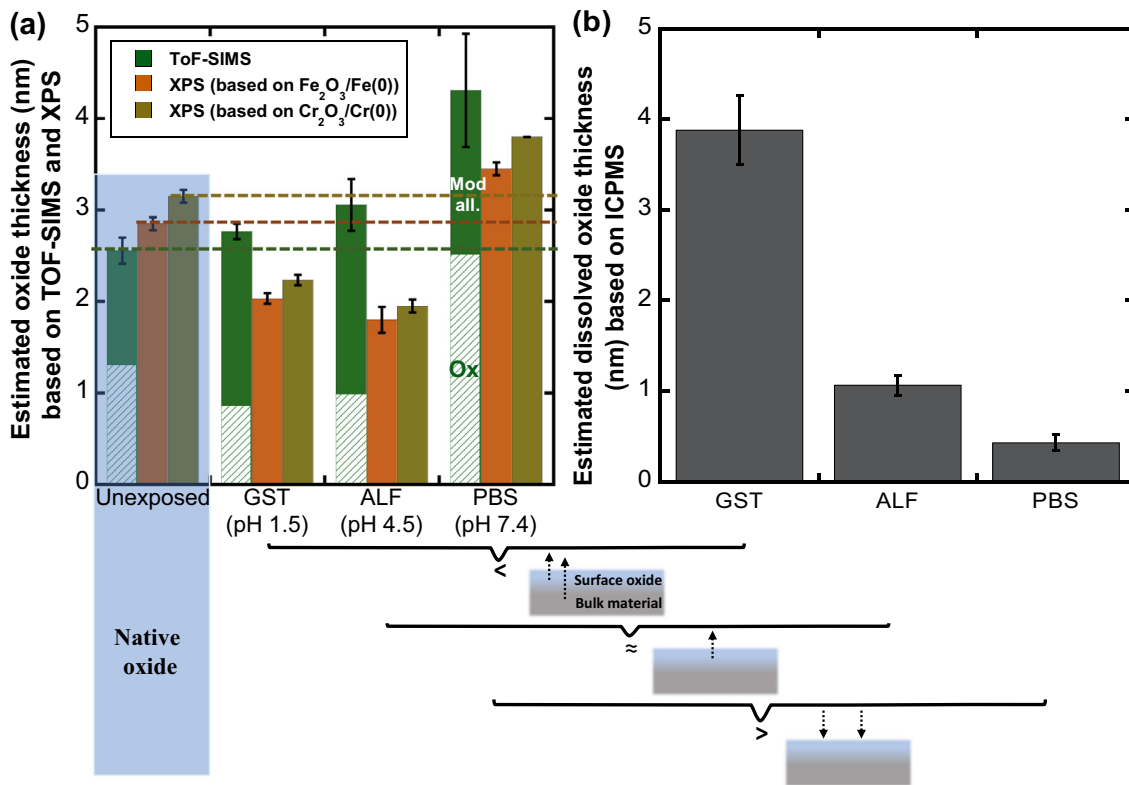 (a)
Estimated oxide thickness (nm)
based on TOF-SIMS and XPS
5
4
3
2
1
0
ToF-SIMS
XPS (based on Fe2O3/Fe(0))
XPS (based on Cr2O3/Cr(0))
Mod
all.
Ox
Unexposed
GST
(pH 1.5)
ALF
(pH 4.5)
PBS
(pH 7.4)
(b)
Estimated dissolved oxide thickness
(nm) based on ICPMS
5
4
3
2
1
0
GST
ALF
PBS
<
Surface oxide
Bulk material
≈
>
Native
oxide